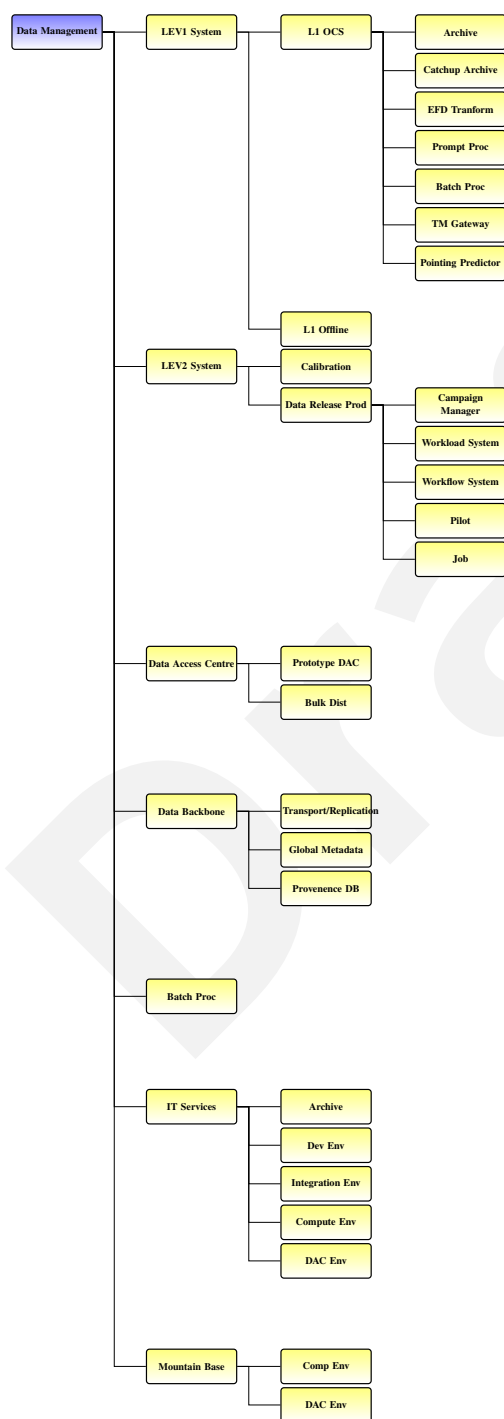 Data Management
LEV1 System
L1 OCS
Archive
Catchup Archive
EFD Tranform
Prompt Proc
Batch Proc
TM Gateway
Pointing Predictor
L1 Offline
LEV2 System
Calibration
Data Release Prod
Campaign
Manager
Workload System
Workflow System
Pilot
Job
Data Access Centre
Prototype DAC
Bulk Dist
Data Backbone
Transport/Replication
Global Metadata
Provenence DB
Batch Proc
IT Services
Archive
Dev Env
Integration Env
Compute Env
DAC Env
Mountain Base
Comp Env
DAC Env
Dra